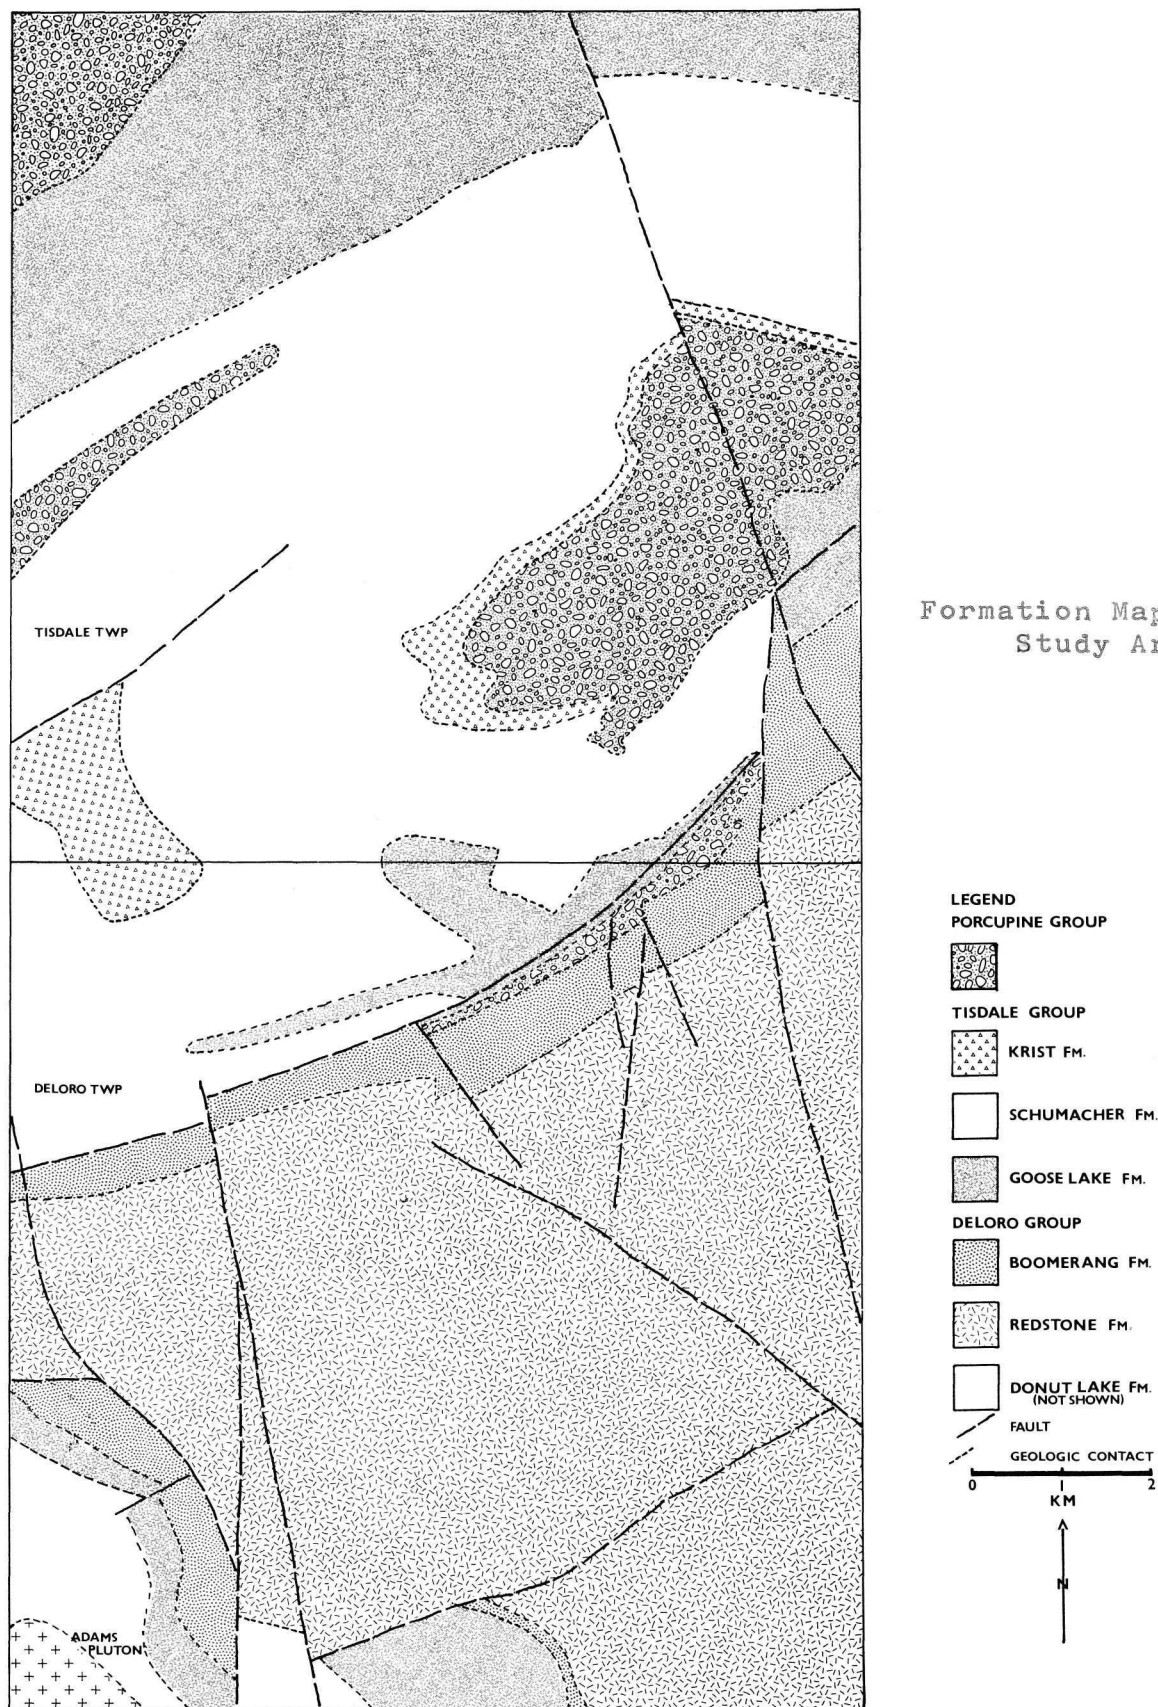 TISDALE TWP
DELORO TWP
ADAMS
PLUTON
Formation Map
Study
LEGEND
PORCUPINE GROUP
TISDALE GROUP
KRIST FM.
SCHUMACHER FM.
GOOSE LAKE FM.
DELORO GROUP
BOOMERANG FM.
REDSTONE FM.
DONUT LAKE FM.
(NOT SHOWN)
FAULT
GEOLOGIC CONTACT
0 1 2
KM
N